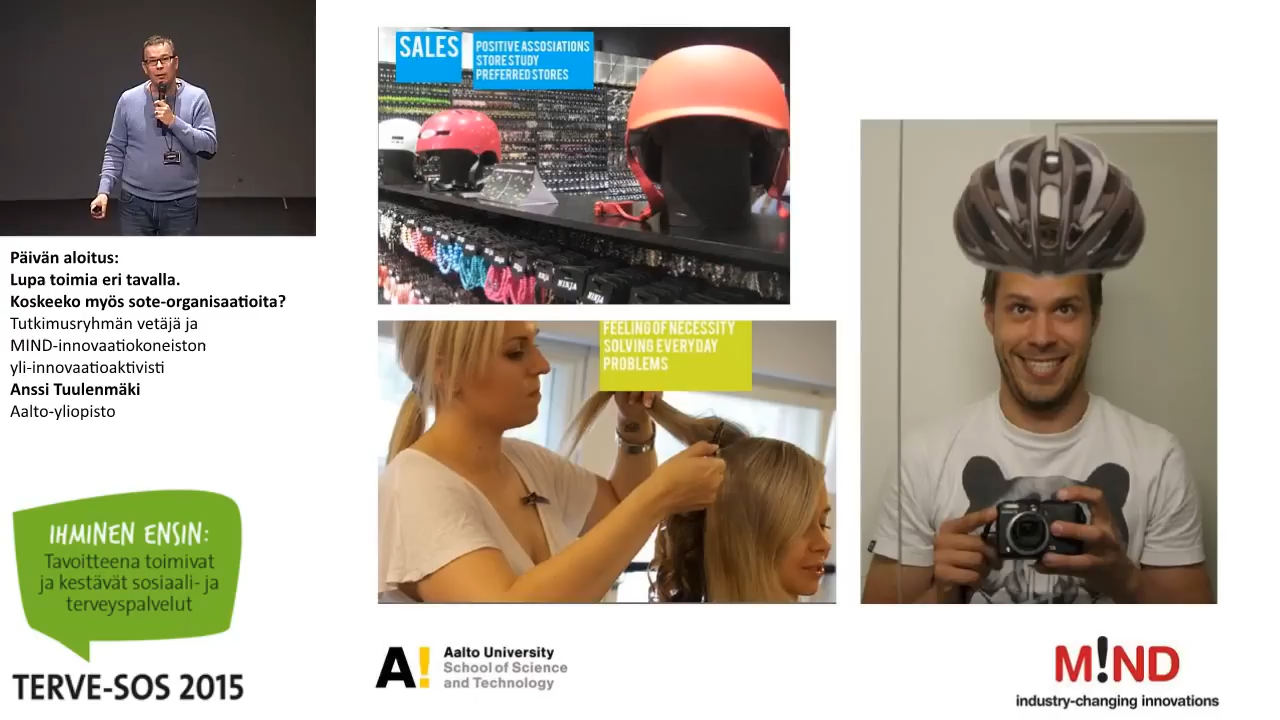 Päivän aloitus:
Lupa toimia eri tavalla.
Koskeeko myös sote-organisaatioita?
Tutkimusryhmän vetäjä ja
MIND-innovaatiokoneiston
yli-innovaatioaktivisti
Anssi Tuulenmäki
Aalto-yliopisto
IHMINEN ENSIN:
Tavoitteena toimivat
ja kestävät sosiaali- ja
terveyspalvelut
TERVE-SOS 2015
SALES
POSITIVE ASSOSIATIONS
STORE STUDY
PREFERRED STORES
NINJA
NINJA
FEELING OF NECESSITY
SOLVING EVERYDAY
PROBLEMS
A!
Aalto University
School of Science
and Technology
M!ND
industry-changing innovations